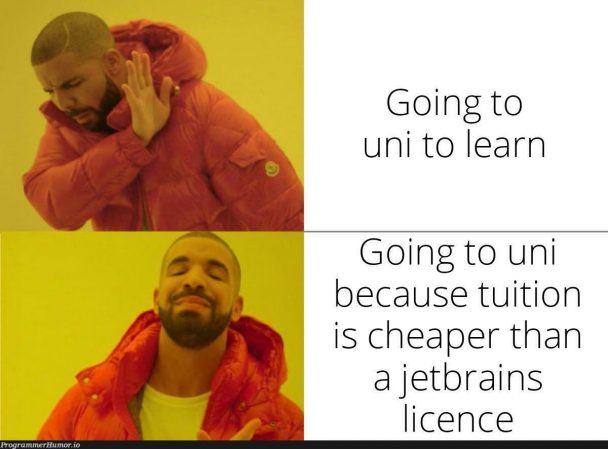 Going to
uni to learn
Going to uni
because tuition
is cheaper than
a jetbrains
licence
ProgrammerHumor.io